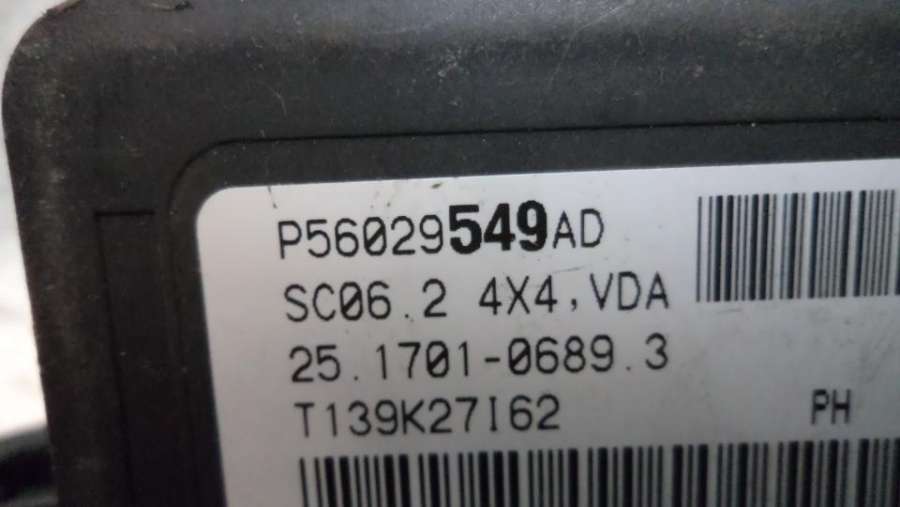 P56029549AD
SC06.2 4X4,VDA
25.1701-0689.3
T139K27I62 PH